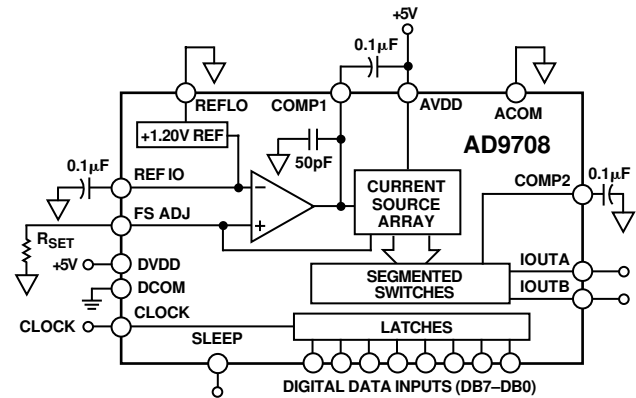 +5V
0.1µF
REFLO
COMP1
AVDD
ACOM
+1.20V REF
AD9708
50pF
0.1µF
REFIO
COMP2
0.1µF
CURRENT
SOURCE
ARRAY
–
+
FS ADJ
RSET
+5V
DVDD
SEGMENTED
SWITCHES
IOUTA
IOUTB
DCOM
CLOCK
CLOCK
LATCHES
SLEEP
DIGITAL DATA INPUTS (DB7–DB0)